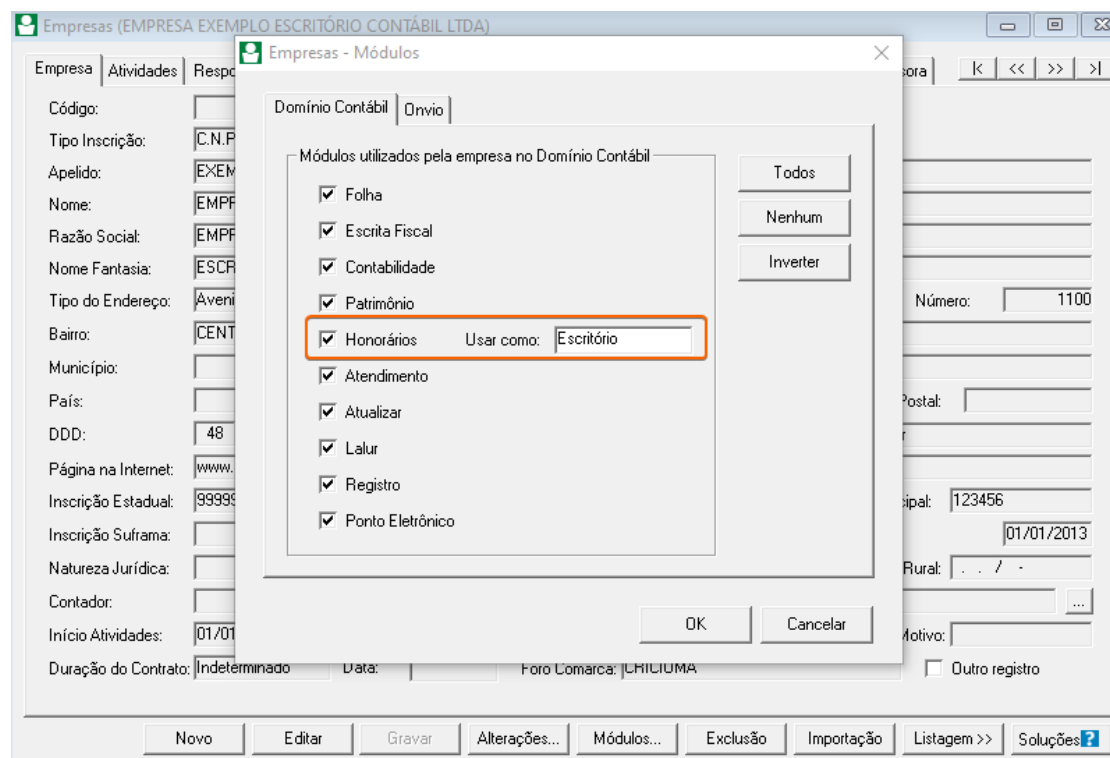 Empresas (EMPRESA EXEMPLO ESCRITÓRIO CONTÁBIL LTDA)
Empresas - Módulos
Empresa Atividades
Domínio Contábil Onvio
Módulos utilizados pela empresa no Domínio Contábil
Folha
Escrita Fiscal
Contabilidade
Patrimônio
Honorários Usar como: Escritório
Atendimento
Atualizar
Lalur
Registro
Ponto Eletrônico
Todos
Nenhum
Inverter
OK Cancelar
K << >> >|
Código:
Tipo Inscrição: C.N.P
Apelido: EXEM
Nome: EMPR
Razão Social: EMPR
Nome Fantasia: ESCR
Tipo do Endereço: Aveni Número: 1100
Bairro: CENT
Município:
País: Postal:
DDD: 48
Página na Internet: www.
Inscrição Estadual: 99999 cipal: 123456
Inscrição Suframa: 01/01/2013
Natureza Jurídica: Rural: . . / -
Contador: ...
Início Atividades: 01/01 Motivo:
Duração do Contrato: Indeterminado Data: Foro Comarca: CRICIUMA Outro registro
Novo Editar Gravar Alterações... Módulos... Exclusão Importação Listagem >> Soluções ?